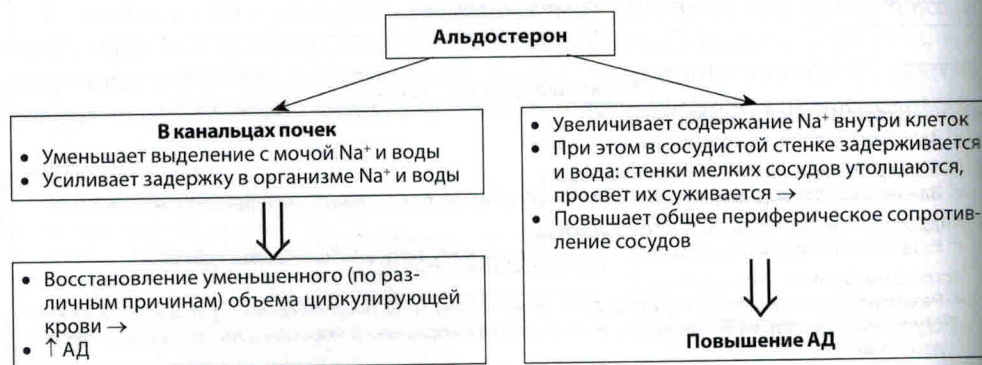 Альдостерон
В канальцах почек
• Уменьшает выделение с мочой Na⁺ и воды
• Усиливает задержку в организме Na⁺ и воды
• Восстановление уменьшенного (по раз-
личным причинам) объема циркулирующей
крови →
• ↑ АД
• Увеличивает содержание Na⁺ внутри клеток
• При этом в сосудистой стенке задерживается
и вода: стенки мелких сосудов утолщаются,
просвет их суживается →
• Повышает общее периферическое сопротив-
ление сосудов
Повышение АД